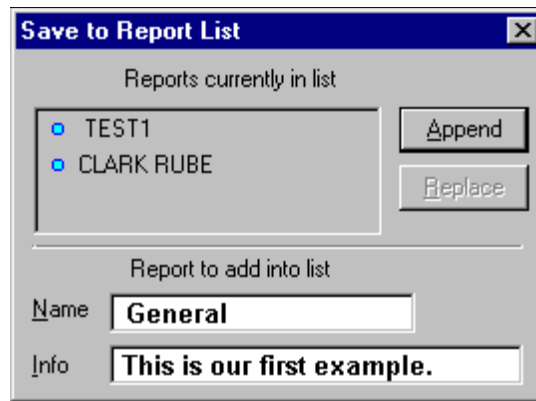 Save to Report List
Reports currently in list
TEST1
CLARK RUBE
Append
Replace
Report to add into list
Name General
Info This is our first example.